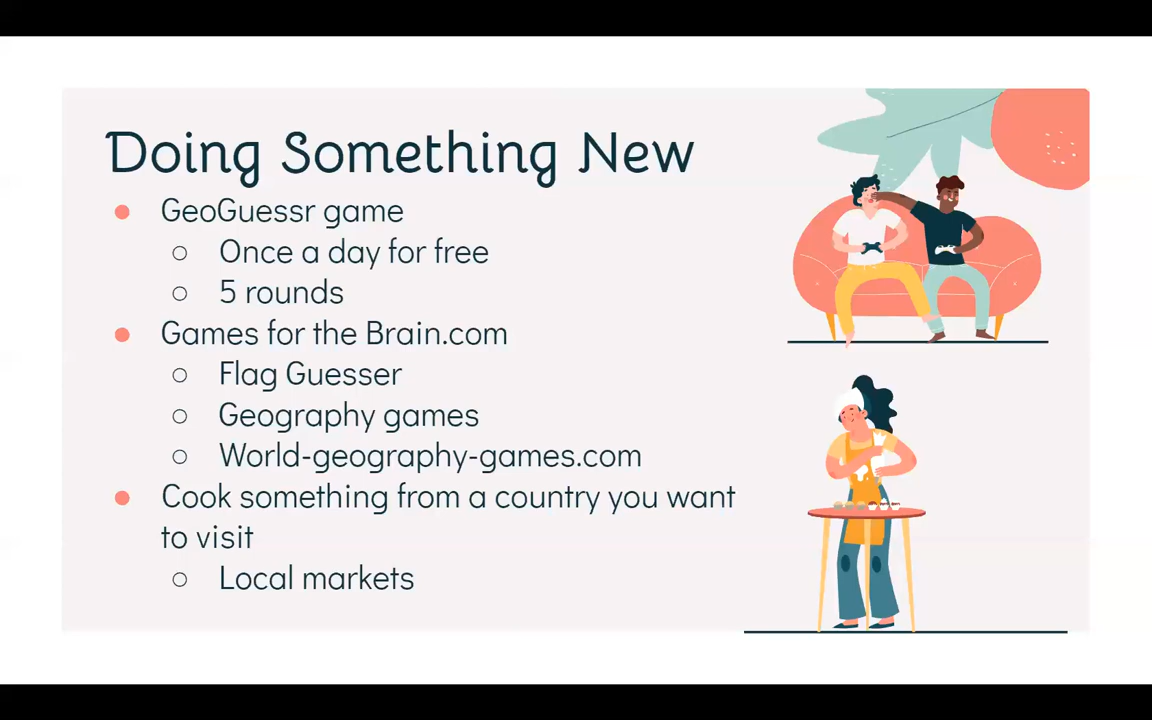 Doing Something New
● GeoGuessr game
○ Once a day for free
○ 5 rounds
● Games for the Brain.com
○ Flag Guesser
○ Geography games
○ World-geography-games.com
● Cook something from a country you want
to visit
○ Local markets